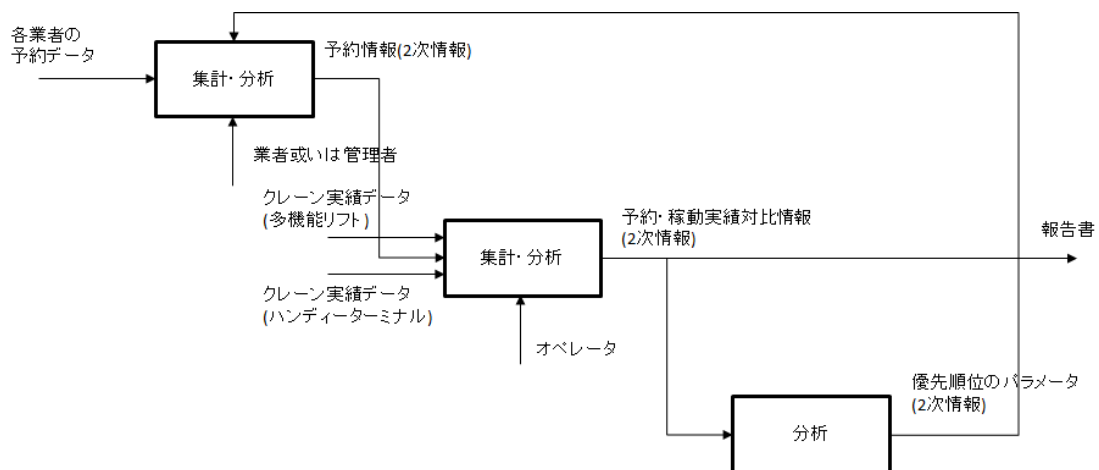 各業者の
予約データ
予約情報(2次情報)
集計・分析
業者或いは管理者
クレーン実績データ
(多機能リフト)
予約・稼動実績対比情報
(2次情報)
報告書
集計・分析
クレーン実績データ
(ハンディーターミナル)
オペレータ
優先順位のパラメータ
(2次情報)
分析